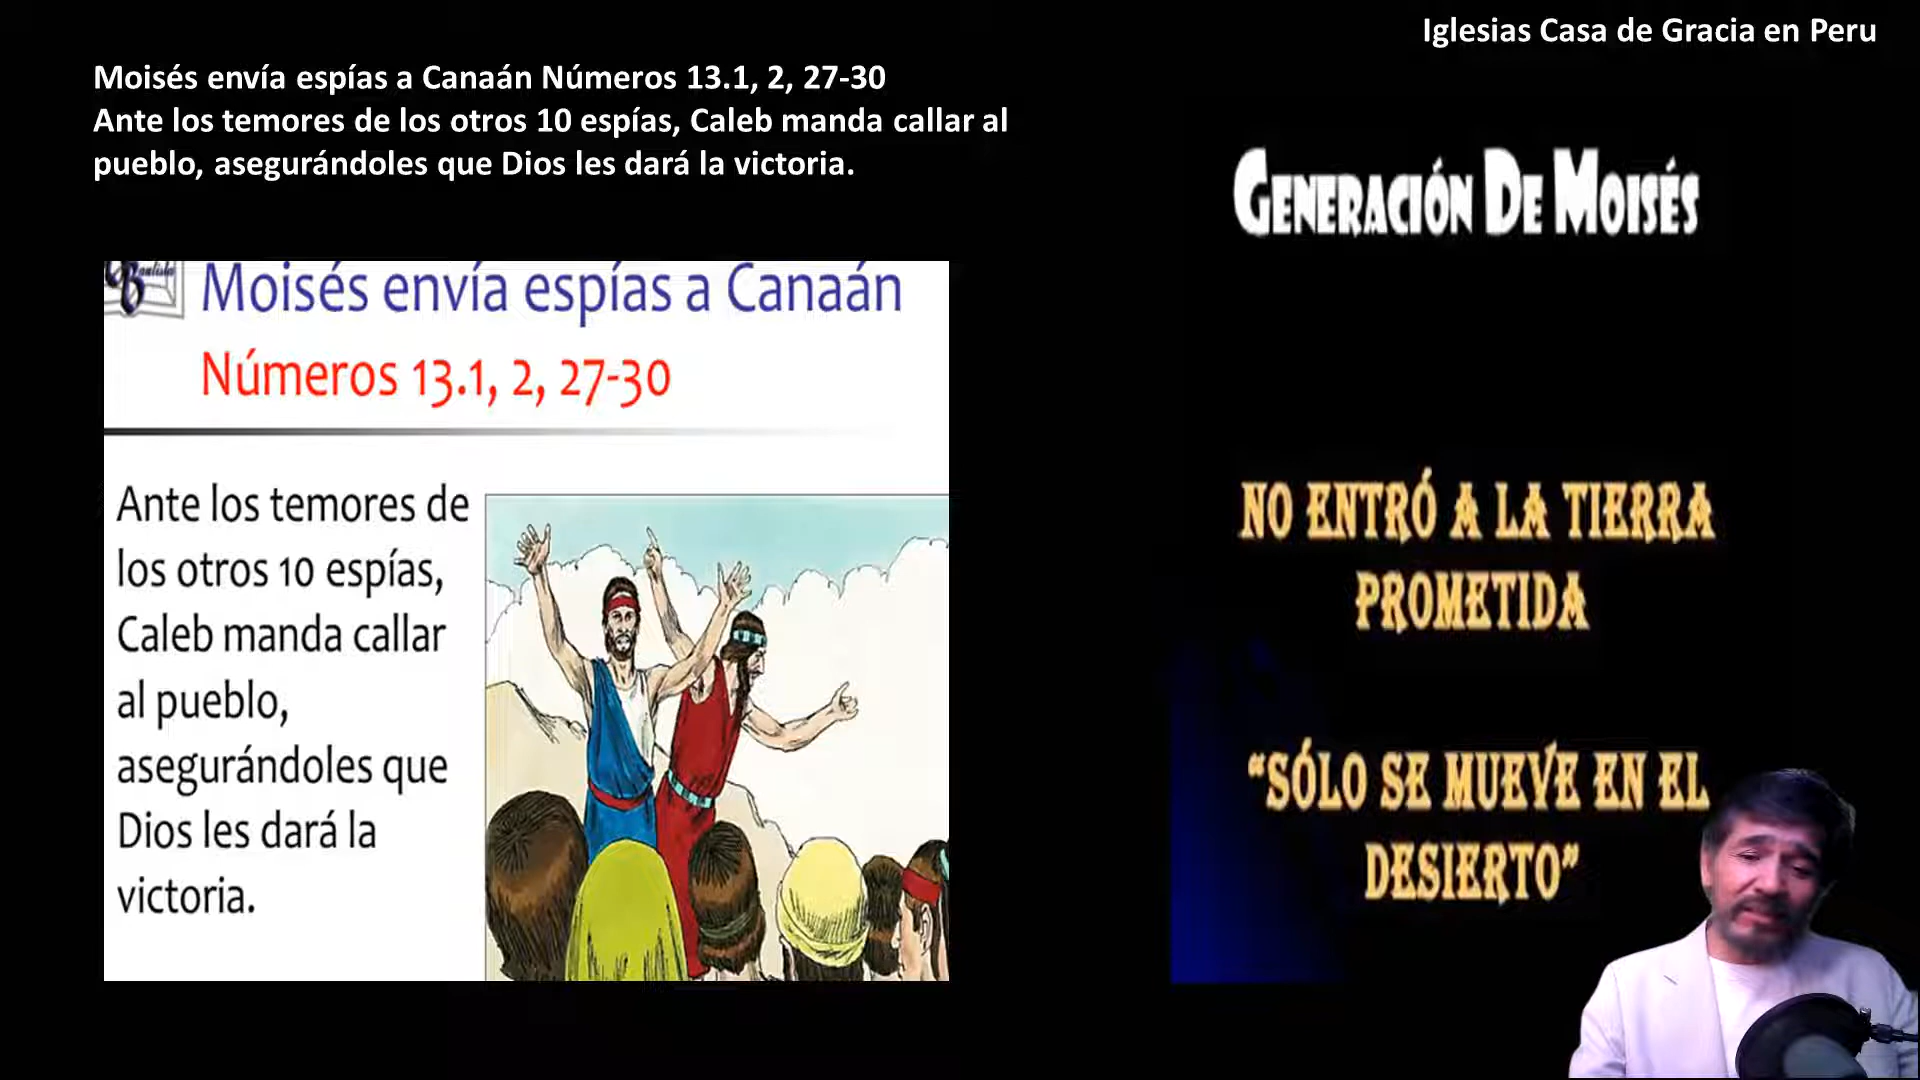 Iglesias Casa de Gracia en Peru
Moisés envía espías a Canaán Números 13.1, 2, 27-30
Ante los temores de los otros 10 espías, Caleb manda callar al
pueblo, asegurándoles que Dios les dará la victoria.
Moisés envía espías a Canaán
Números 13.1, 2, 27-30
Ante los temores de
los otros 10 espías,
Caleb manda callar
al pueblo,
asegurándoles que
Dios les dará la
victoria.
GENERACIÓN DE MOISÉS
NO ENTRÓ A LA TIERRA
PROMETIDA
“SÓLO SE MUEVE EN EL
DESIERTO”